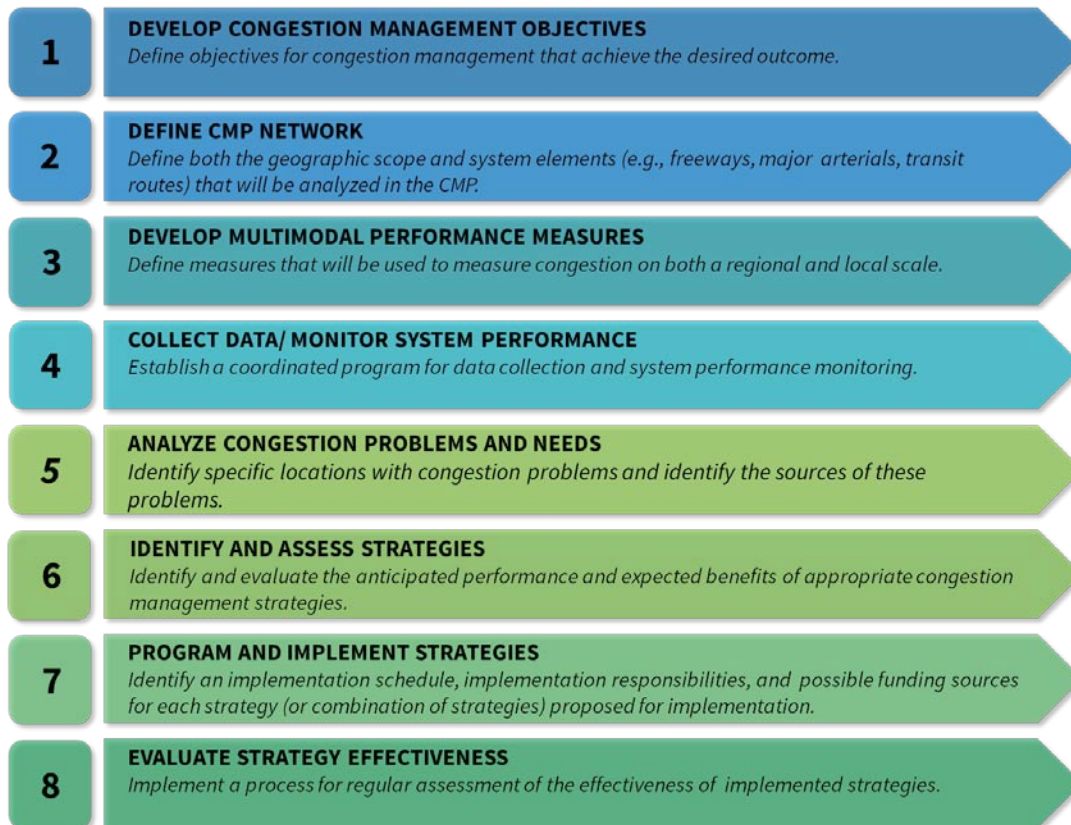 1
DEVELOP CONGESTION MANAGEMENT OBJECTIVES
Define objectives for congestion management that achieve the desired outcome.
2
DEFINE CMP NETWORK
Define both the geographic scope and system elements (e.g., freeways, major arterials, transit
routes) that will be analyzed in the CMP.
3
DEVELOP MULTIMODAL PERFORMANCE MEASURES
Define measures that will be used to measure congestion on both a regional and local scale.
4
COLLECT DATA/ MONITOR SYSTEM PERFORMANCE
Establish a coordinated program for data collection and system performance monitoring.
5
ANALYZE CONGESTION PROBLEMS AND NEEDS
Identify specific locations with congestion problems and identify the sources of these
problems.
6
IDENTIFY AND ASSESS STRATEGIES
Identify and evaluate the anticipated performance and expected benefits of appropriate congestion
management strategies.
7
PROGRAM AND IMPLEMENT STRATEGIES
Identify an implementation schedule, implementation responsibilities, and possible funding sources
for each strategy (or combination of strategies) proposed for implementation.
8
EVALUATE STRATEGY EFFECTIVENESS
Implement a process for regular assessment of the effectiveness of implemented strategies.